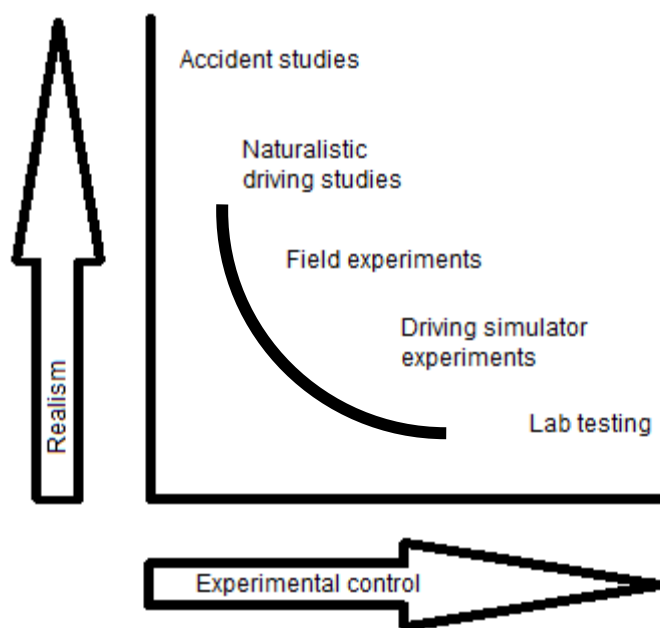 Accident studies
Naturalistic
driving studies
Field experiments
Driving simulator
experiments
Lab testing
Realism
Experimental control